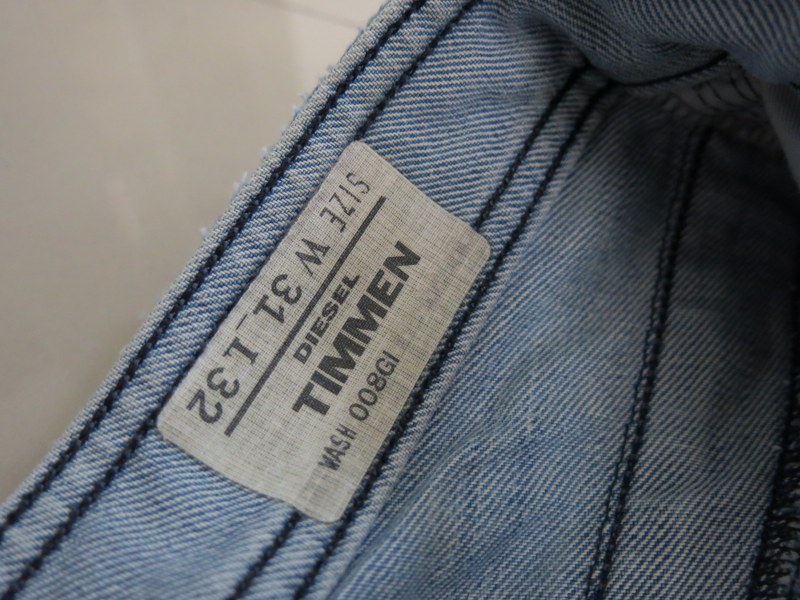 SIZE W 31 L 32
DIESEL
TIMMEN
WASH 008GI